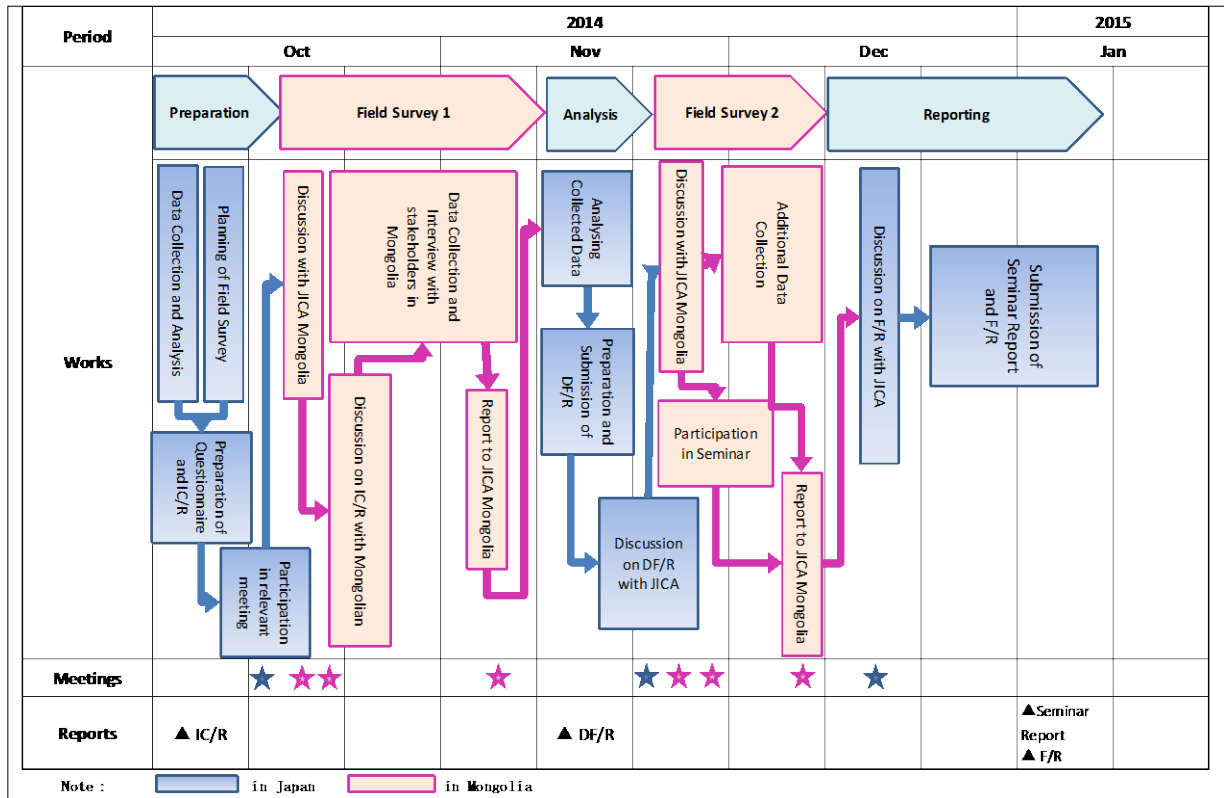 Period
2014
2015
Oct
Nov
Dec
Jan
Preparation
Field Survey 1
Analysis
Field Survey 2
Reporting
Works
Data Collection and Analysis
Planning of Field Survey
Preparation of
Questionnaire
and IC/R
Participation
in relevant
meeting
Discussion with JICA Mongolia
Discussion on IC/R with Mongolian
Data Collection and
Interview with
stakeholders in
Mongolia
Report to JICA Mongolia
Analysing
Collected Data
Preparation and
Submission of
DF/R
Discussion
on DF/R
with JICA
Discussion with JICA Mongolia
Participation
in Seminar
Additional Data
Collection
Report to JICA Mongolia
Discussion on F/R with JICA
Submission of
Seminar Report
and F/R
Meetings
Reports
▲ IC/R
▲ DF/R
▲Seminar
Report
▲ F/R
Note :
in Japan
in Mongolia